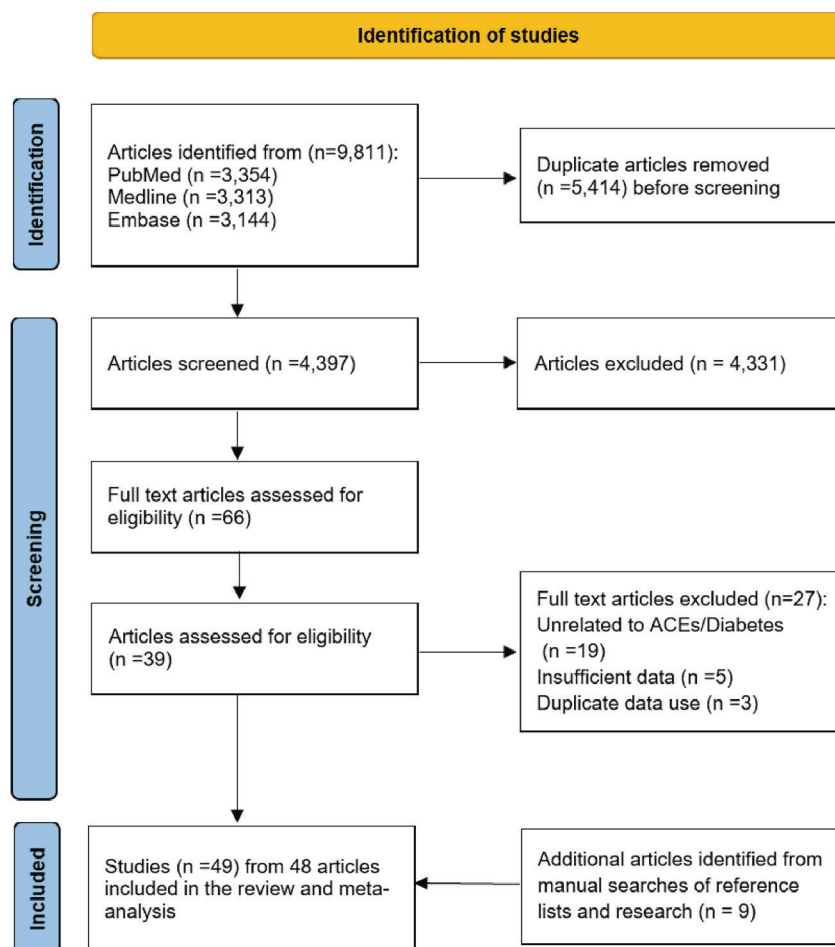 Identification of studies
Identification
Articles identified from (n=9,811):
PubMed (n =3,354)
Medline (n =3,313)
Embase (n =3,144)
Duplicate articles removed
(n =5,414) before screening
Screening
Articles screened (n =4,397)
Articles excluded (n = 4,331)
Full text articles assessed for
eligibility (n =66)
Articles assessed for eligibility
(n =39)
Full text articles excluded (n=27):
Unrelated to ACEs/Diabetes
(n =19)
Insufficient data (n =5)
Duplicate data use (n =3)
Included
Studies (n =49) from 48 articles
included in the review and meta-
analysis
Additional articles identified from
manual searches of reference
lists and research (n = 9)